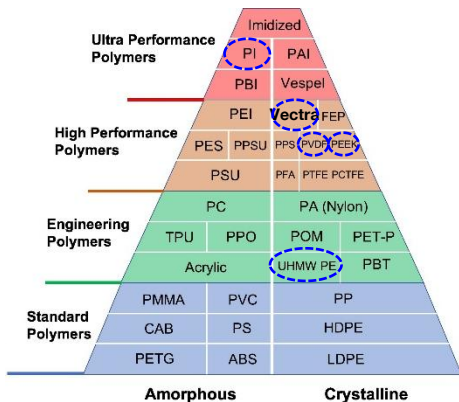 Imidized
Ultra Performance
Polymers
PI PAI
PBI Vespel
PEI Vectra FEP
High Performance
Polymers
PES PPSU PPS PVDF PEEK
PSU PFA PTFE PCTFE
PC PA (Nylon)
Engineering
Polymers
TPU PPO POM PET-P
Acrylic UHMW PE PBT
PMMA PVC PP
Standard
Polymers
CAB PS HDPE
PETG ABS LDPE
Amorphous Crystalline